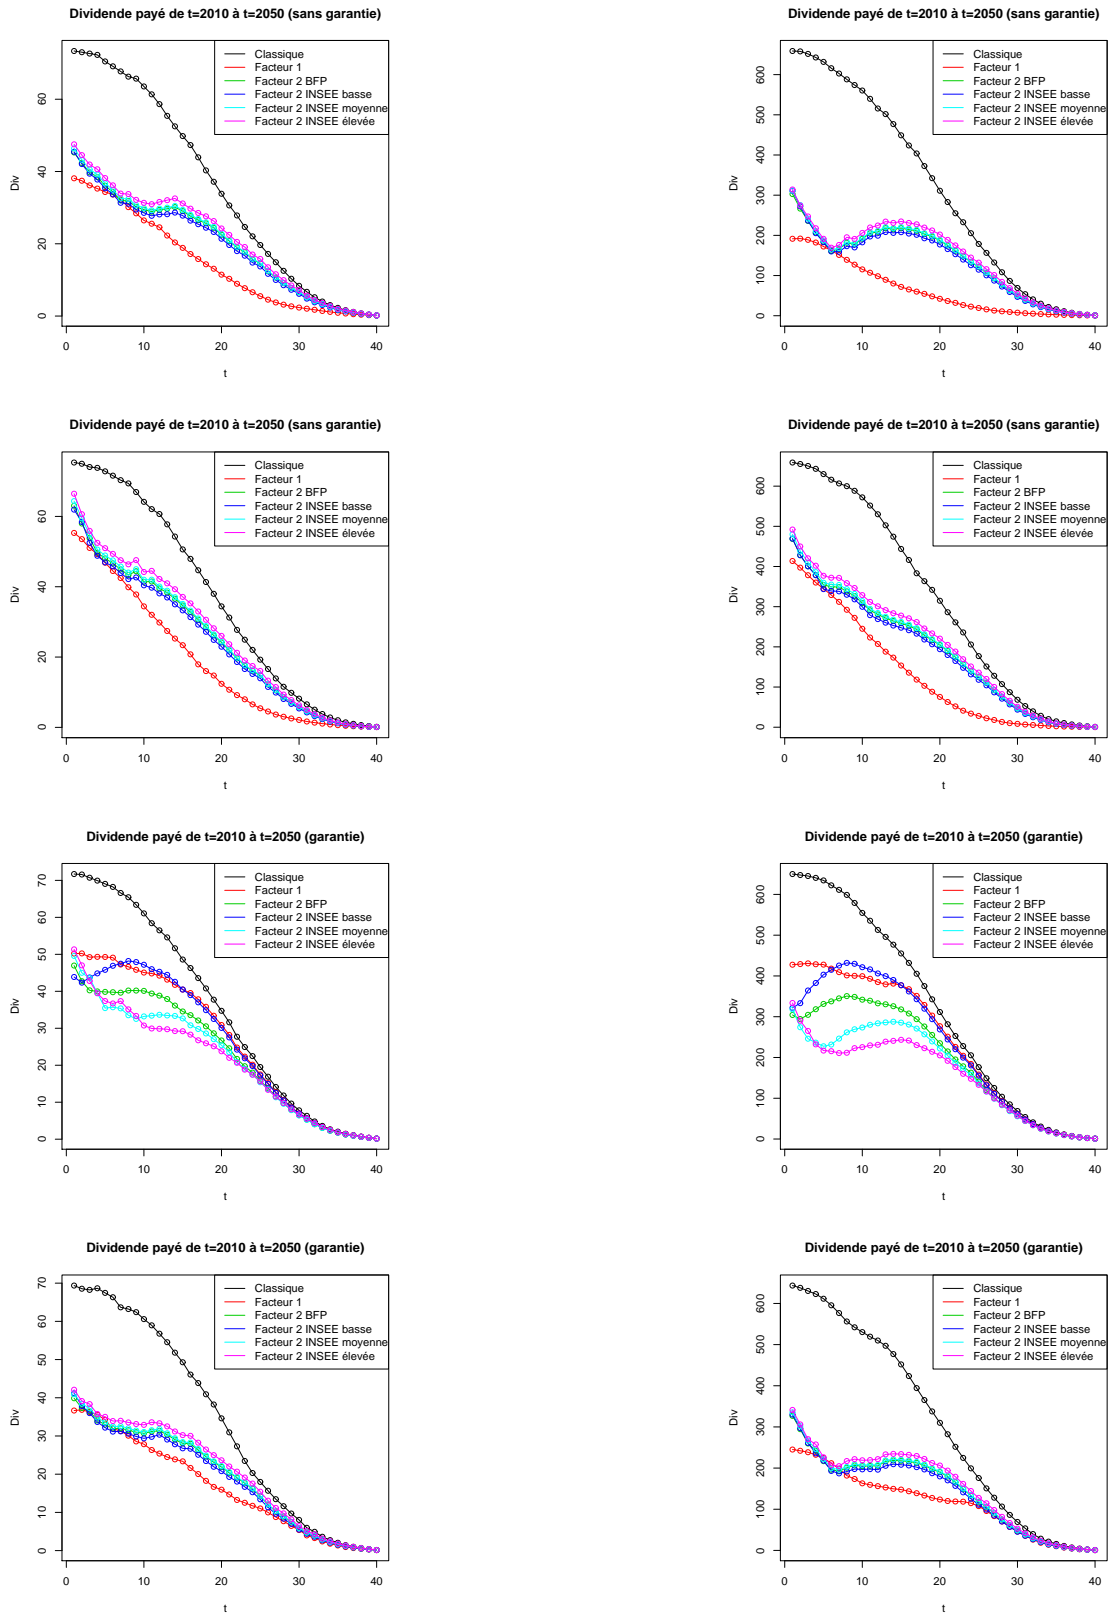 Dividende payé de t=2010 à t=2050 (sans garantie)
Div
0 20 40 60
0 10 20 30 40
t
Classique
Facteur 1
Facteur 2 BFP
Facteur 2 INSEE basse
Facteur 2 INSEE moyenne
Facteur 2 INSEE élevée
Dividende payé de t=2010 à t=2050 (sans garantie)
Div
0 100 200 300 400 500 600
0 10 20 30 40
t
Classique
Facteur 1
Facteur 2 BFP
Facteur 2 INSEE basse
Facteur 2 INSEE moyenne
Facteur 2 INSEE élevée
Dividende payé de t=2010 à t=2050 (sans garantie)
Div
0 20 40 60
0 10 20 30 40
t
Classique
Facteur 1
Facteur 2 BFP
Facteur 2 INSEE basse
Facteur 2 INSEE moyenne
Facteur 2 INSEE élevée
Dividende payé de t=2010 à t=2050 (sans garantie)
Div
0 100 200 300 400 500 600
0 10 20 30 40
t
Classique
Facteur 1
Facteur 2 BFP
Facteur 2 INSEE basse
Facteur 2 INSEE moyenne
Facteur 2 INSEE élevée
Dividende payé de t=2010 à t=2050 (garantie)
Div
0 10 20 30 40 50 60 70
0 10 20 30 40
t
Classique
Facteur 1
Facteur 2 BFP
Facteur 2 INSEE basse
Facteur 2 INSEE moyenne
Facteur 2 INSEE élevée
Dividende payé de t=2010 à t=2050 (garantie)
Div
0 100 200 300 400 500 600
0 10 20 30 40
t
Classique
Facteur 1
Facteur 2 BFP
Facteur 2 INSEE basse
Facteur 2 INSEE moyenne
Facteur 2 INSEE élevée
Dividende payé de t=2010 à t=2050 (garantie)
Div
0 10 20 30 40 50 60 70
0 10 20 30 40
t
Classique
Facteur 1
Facteur 2 BFP
Facteur 2 INSEE basse
Facteur 2 INSEE moyenne
Facteur 2 INSEE élevée
Dividende payé de t=2010 à t=2050 (garantie)
Div
0 100 200 300 400 500 600
0 10 20 30 40
t
Classique
Facteur 1
Facteur 2 BFP
Facteur 2 INSEE basse
Facteur 2 INSEE moyenne
Facteur 2 INSEE élevée